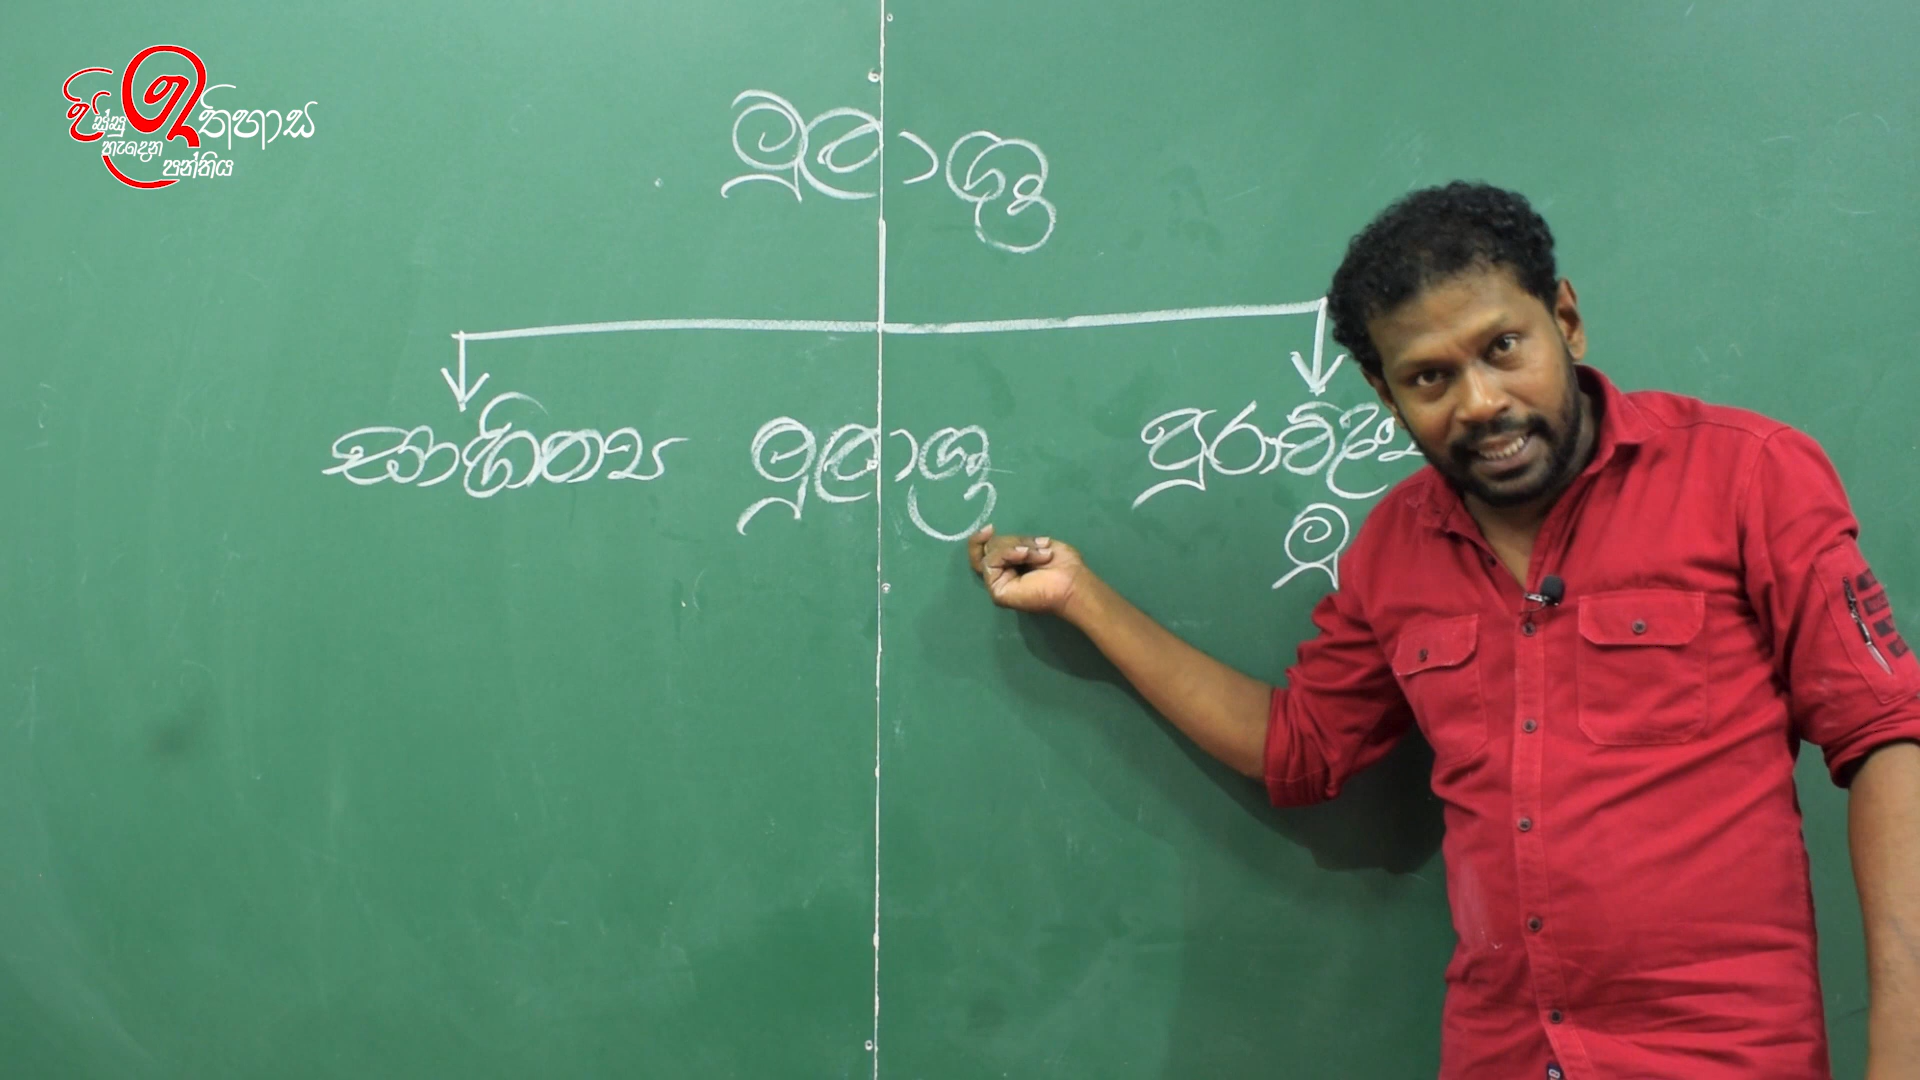 ඉතිහාස
පිස්සු
හැදෙන
පන්තිය
මූලාශ්‍ර
සාහිත්‍ය මූලාශ්‍ර
පුරාවිද්‍යා
මූ